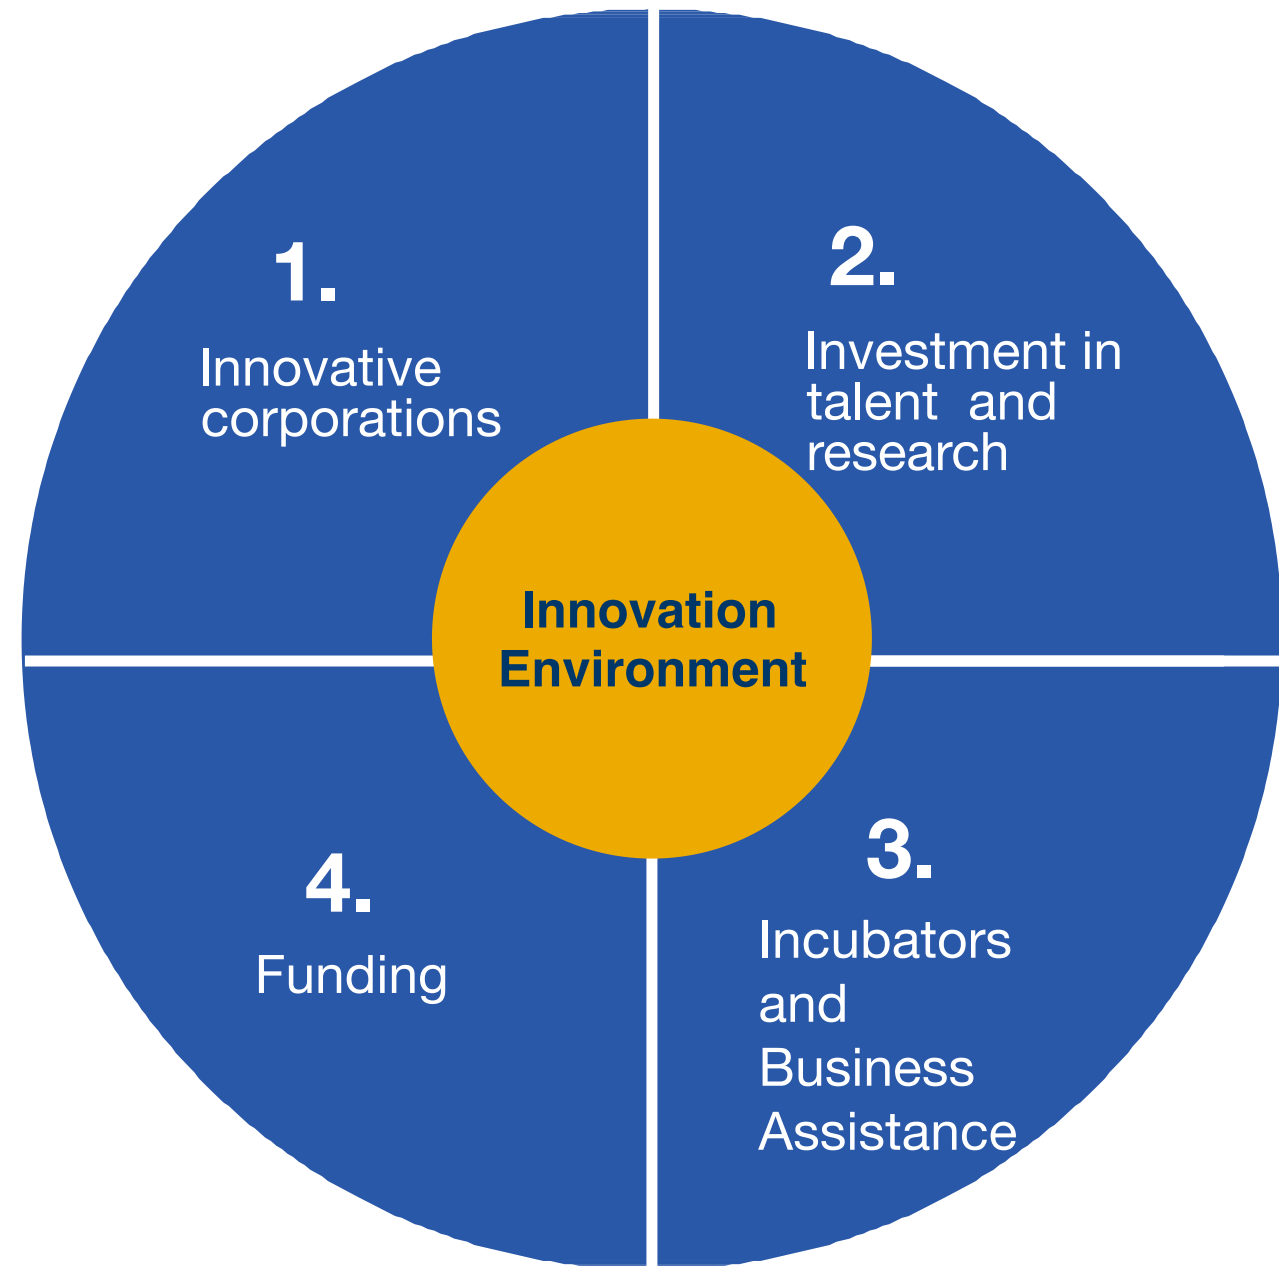 1.
Innovative
corporations
2.
Investment in
talent and
research
Innovation
Environment
3.
Incubators
and
Business
Assistance
4.
Funding